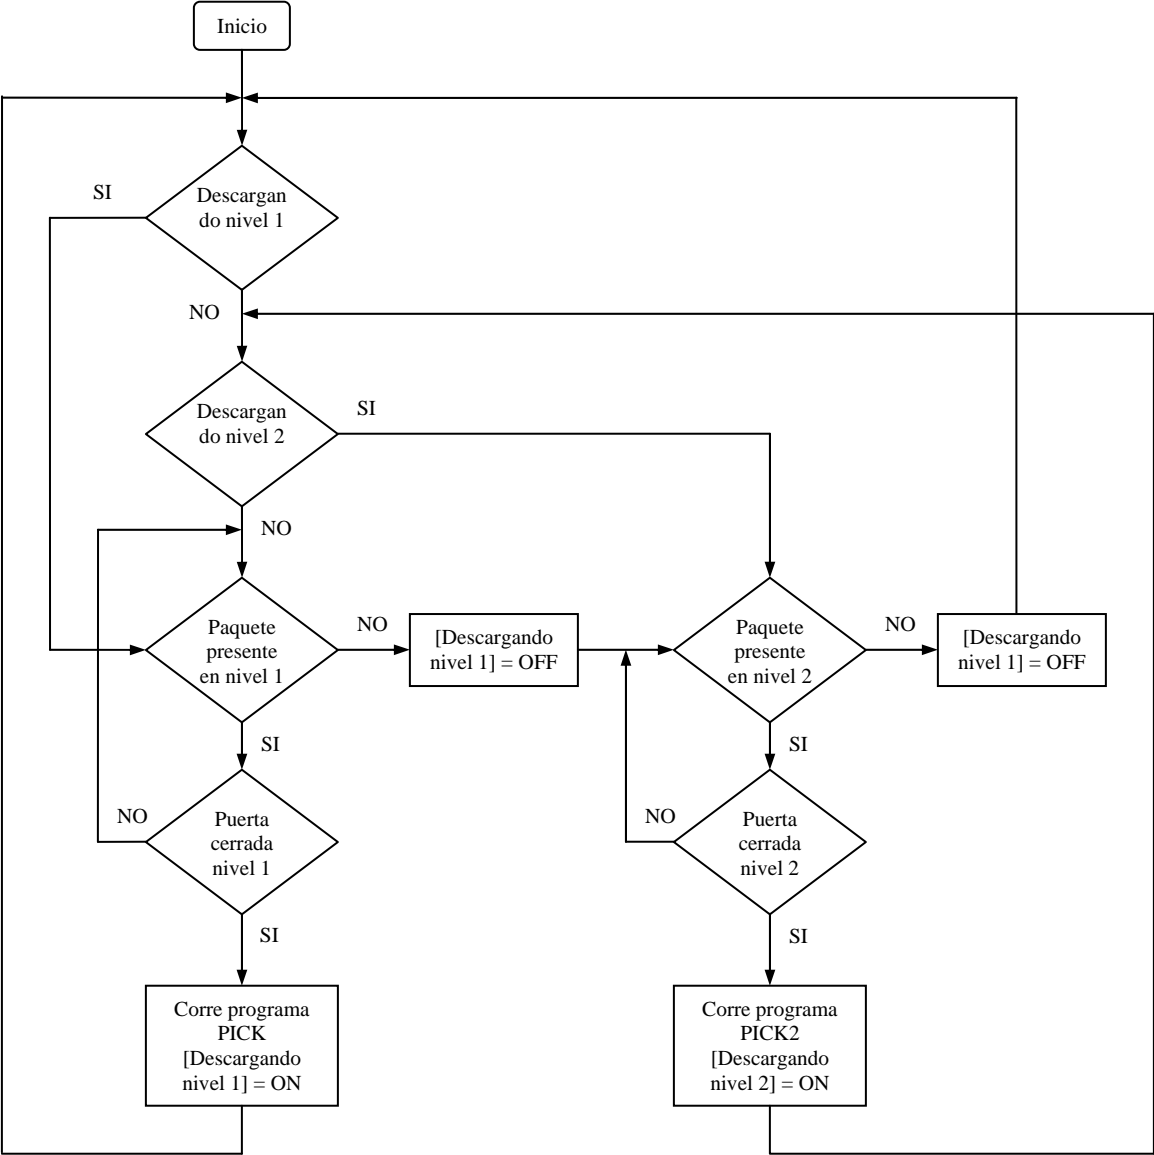 Inicio
SI
Descargan
do nivel 1
NO
Descargan
do nivel 2
SI
NO
Paquete
presente
en nivel 1
NO
[Descargando
nivel 1] = OFF
Paquete
presente
en nivel 2
NO
[Descargando
nivel 1] = OFF
SI
SI
NO
Puerta
cerrada
nivel 1
NO
Puerta
cerrada
nivel 2
SI
SI
Corre programa
PICK
[Descargando
nivel 1] = ON
Corre programa
PICK2
[Descargando
nivel 2] = ON